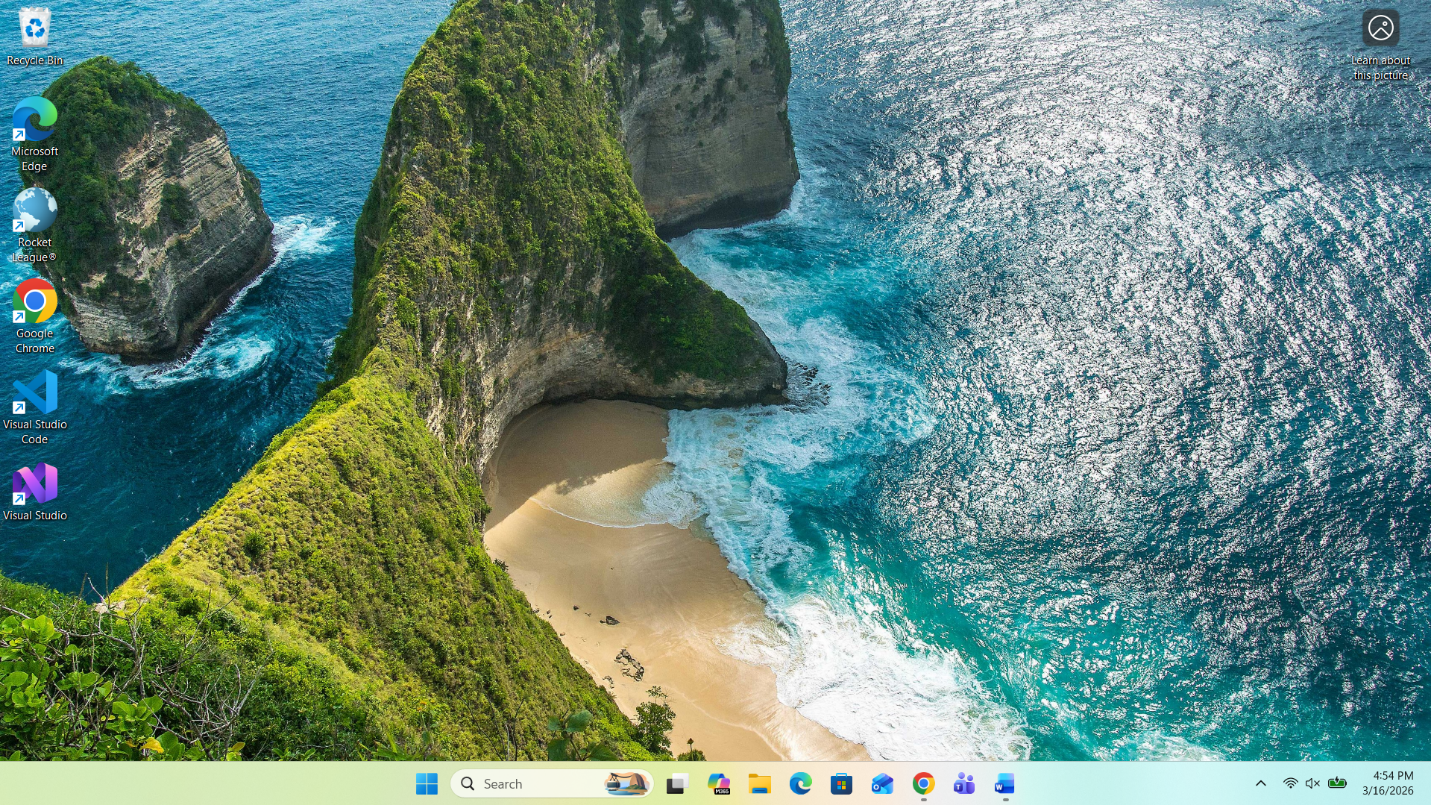 Recycle Bin
Microsoft
Edge
Rocket
League®
Google
Chrome
Visual Studio
Code
Visual Studio
Learn about
this picture
Search
M365
4:54 PM
3/16/2026